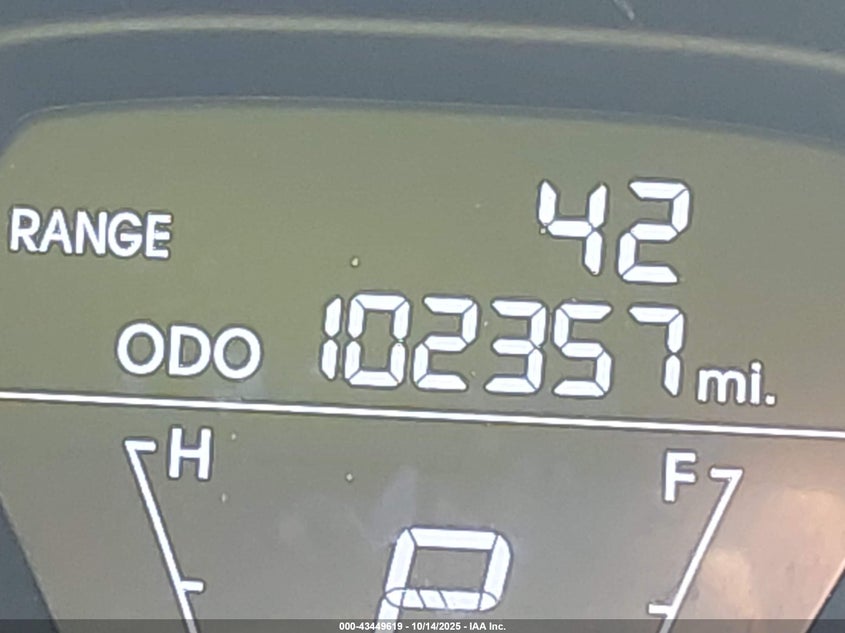 RANGE 42
ODO 102357 mi.
H F
P
000-43449619 - 10/14/2025 - IAA Inc.